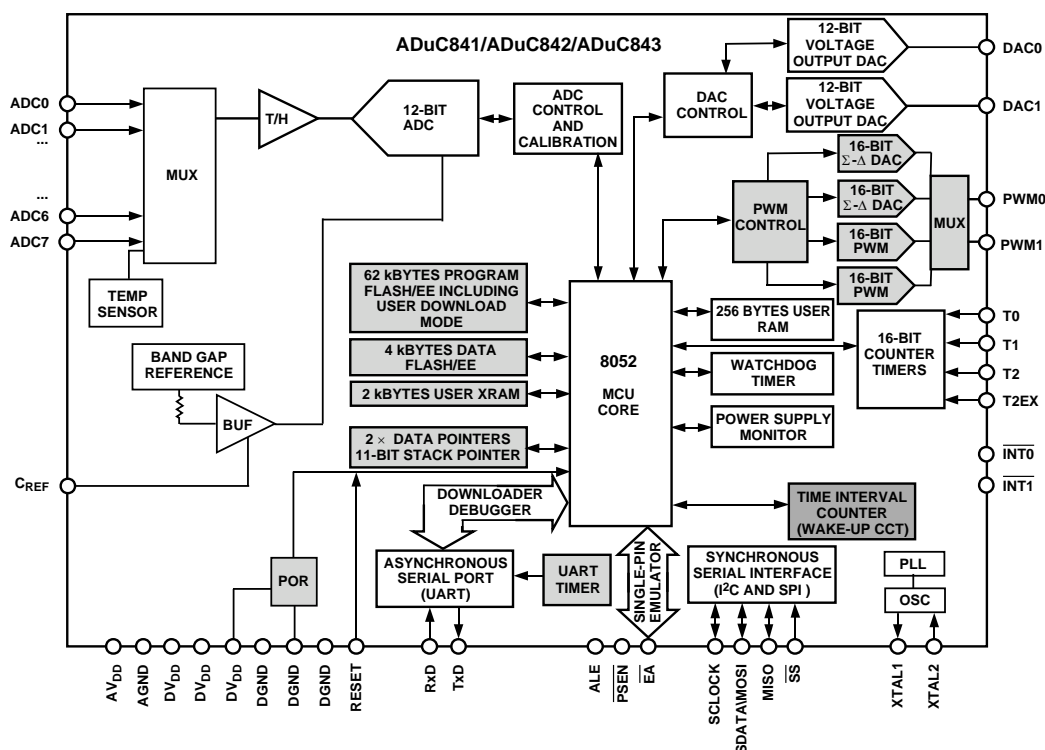 ADuC841/ADuC842/ADuC843
ADC0
ADC1
...
...
ADC6
ADC7
MUX
TEMP
SENSOR
T/H
12-BIT
ADC
ADC
CONTROL
AND
CALIBRATION
DAC
CONTROL
12-BIT
VOLTAGE
OUTPUT DAC
DAC0
12-BIT
VOLTAGE
OUTPUT DAC
DAC1
PWM
CONTROL
16-BIT
Σ-Δ DAC
16-BIT
Σ-Δ DAC
16-BIT
PWM
16-BIT
PWM
MUX
PWM0
PWM1
BAND GAP
REFERENCE
BUF
CREF
62 kBYTES PROGRAM
FLASH/EE INCLUDING
USER DOWNLOAD
MODE
4 kBYTES DATA
FLASH/EE
2 kBYTES USER XRAM
2 × DATA POINTERS
11-BIT STACK POINTER
8052
MCU
CORE
256 BYTES USER
RAM
WATCHDOG
TIMER
POWER SUPPLY
MONITOR
16-BIT
COUNTER
TIMERS
T0
T1
T2
T2EX
INT0
INT1
TIME INTERVAL
COUNTER
(WAKE-UP CCT)
DOWNLOADER
DEBUGGER
POR
ASYNCHRONOUS
SERIAL PORT
(UART)
UART
TIMER
SINGLE-PIN
EMULATOR
SYNCHRONOUS
SERIAL INTERFACE
(I²C AND SPI )
PLL
OSC
AVDD
AGND
DVDD
DVDD
DVDD
DGND
DGND
DGND
RESET
RxD
TxD
ALE
PSEN
EA
SCLOCK
SDATA\MOSI
MISO
SS
XTAL1
XTAL2